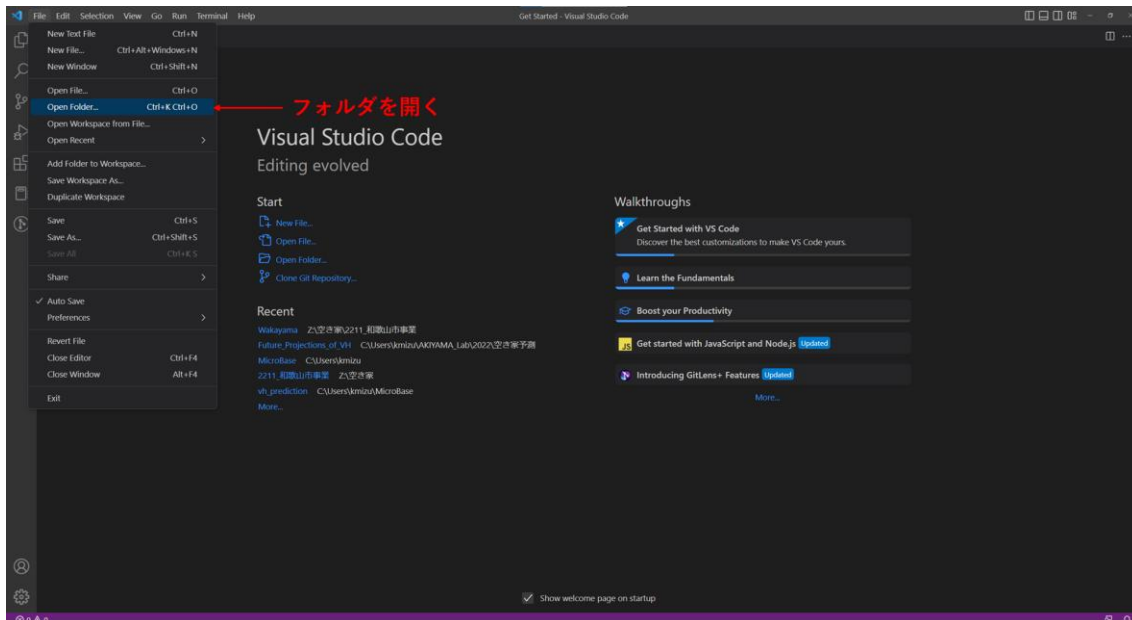 File Edit Selection View Go Run Terminal Help
Get Started - Visual Studio Code
New Text File Ctrl+N
New File... Ctrl+Alt+Windows+N
New Window Ctrl+Shift+N
Open File... Ctrl+O
Open Folder... Ctrl+K Ctrl+O
フォルダを開く
Open Workspace from File...
Open Recent
Add Folder to Workspace...
Save Workspace As...
Duplicate Workspace
Save Ctrl+S
Save As... Ctrl+Shift+S
Save All Ctrl+K S
Share
Auto Save
Preferences
Revert File
Close Editor Ctrl+F4
Close Window Alt+F4
Exit
Visual Studio Code
Editing evolved
Start
New File...
Open File...
Open Folder...
Clone Git Repository...
Recent
Wakayama Z:\空き家\2211_和歌山市事業
Future_Projections_of_VH C:\Users\kmizu\AKIYAMA_Lab\2022\空き家予測
MicroBase C:\Users\kmizu
2211_和歌山市事業 Z:\空き家
vh_prediction C:\Users\kmizu\MicroBase
More...
Walkthroughs
Get Started with VS Code
Discover the best customizations to make VS Code yours.
Learn the Fundamentals
Boost your Productivity
JS Get started with JavaScript and Node.js Updated
Introducing GitLens+ Features Updated
More...
Show welcome page on startup